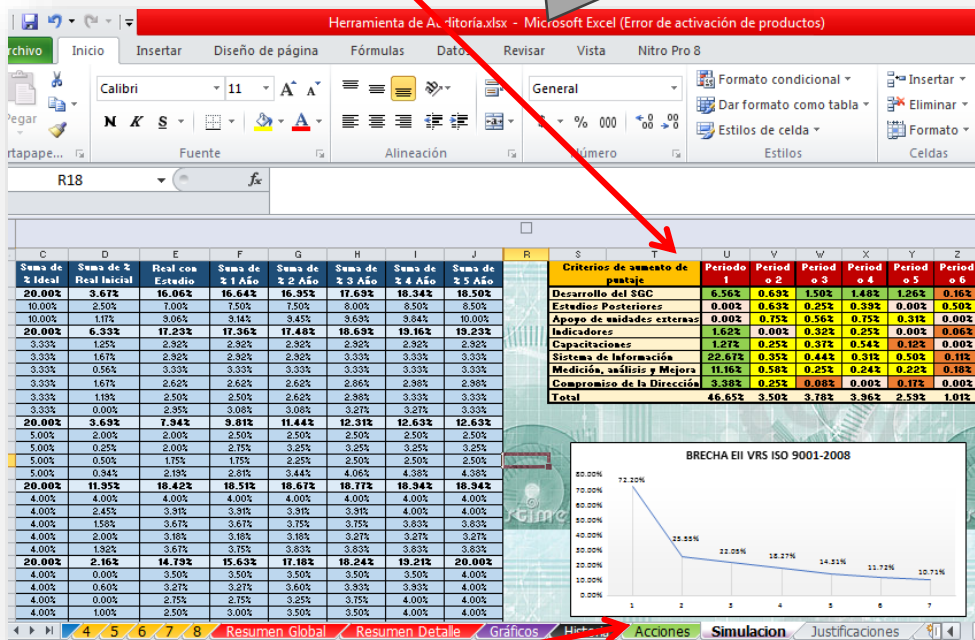 Herramienta de Auditoría.xlsx - Microsoft Excel (Error de activación de productos)
rchivo Inicio Insertar Diseño de página Fórmulas Datos Revisar Vista Nitro Pro 8
Calibri 11 General Formato condicional Insertar
Pegar N K S A $ % 000 Dar formato como tabla Eliminar
Estilos de celda Formato
rtapape... Fuente Alineación Número Estilos Celdas
R18 fx
C D E F G H I J R S T U V W X Y Z
Suma de % Ideal Suma de % Real Inicial Real con Estudio Suma de % 1 Año Suma de % 2 Año Suma de % 3 Año Suma de % 4 Año Suma de % 5 Año
20.00% 3.67% 16.06% 16.64% 16.95% 17.69% 18.34% 18.50%
10.00% 2.50% 7.00% 7.50% 7.50% 8.00% 8.50% 8.50%
10.00% 1.17% 9.06% 9.14% 9.45% 9.69% 9.84% 10.00%
20.00% 6.33% 17.23% 17.36% 17.48% 18.69% 19.16% 19.23%
3.33% 1.25% 2.92% 2.92% 2.92% 2.92% 2.92% 2.92%
3.33% 1.67% 2.92% 2.92% 2.92% 3.33% 3.33% 3.33%
3.33% 0.56% 3.33% 3.33% 3.33% 3.33% 3.33% 3.33%
3.33% 1.67% 2.62% 2.62% 2.62% 2.86% 2.98% 2.98%
3.33% 1.19% 2.50% 2.50% 2.62% 2.98% 3.33% 3.33%
3.33% 0.00% 2.95% 3.08% 3.08% 3.27% 3.27% 3.33%
20.00% 3.69% 7.94% 9.81% 11.44% 12.31% 12.63% 12.63%
5.00% 2.00% 2.00% 2.50% 2.50% 2.50% 2.50% 2.50%
5.00% 0.25% 2.00% 2.75% 3.25% 3.25% 3.25% 3.25%
5.00% 0.50% 1.75% 1.75% 2.25% 2.50% 2.50% 2.50%
5.00% 0.94% 2.19% 2.81% 3.44% 4.06% 4.38% 4.38%
20.00% 11.95% 18.42% 18.51% 18.67% 18.77% 18.94% 18.94%
4.00% 4.00% 4.00% 4.00% 4.00% 4.00% 4.00% 4.00%
4.00% 2.45% 3.91% 3.91% 3.91% 3.91% 4.00% 4.00%
4.00% 1.58% 3.67% 3.67% 3.75% 3.75% 3.83% 3.83%
4.00% 2.00% 3.18% 3.18% 3.18% 3.27% 3.27% 3.27%
4.00% 1.92% 3.67% 3.75% 3.83% 3.83% 3.83% 3.83%
20.00% 2.16% 14.79% 15.63% 17.18% 18.24% 19.21% 20.00%
4.00% 0.00% 3.50% 3.50% 3.50% 3.50% 3.50% 4.00%
4.00% 0.60% 3.27% 3.27% 3.60% 3.93% 3.93% 4.00%
4.00% 0.00% 2.75% 2.75% 3.25% 3.75% 4.00% 4.00%
4.00% 1.00% 2.50% 3.00% 3.50% 3.50% 4.00% 4.00%
Criterios de aumento de puntaje Periodo 1 Period o 2 Period o 3 Period o 4 Period o 5 Period o 6
Desarrollo del SGC 6.56% 0.69% 1.50% 1.48% 1.26% 0.16%
Estudios Posteriores 0.00% 0.63% 0.25% 0.39% 0.00% 0.50%
Apoyo de unidades externas 0.00% 0.75% 0.56% 0.75% 0.31% 0.00%
Indicadores 1.62% 0.00% 0.32% 0.25% 0.00% 0.06%
Capacitaciones 1.27% 0.25% 0.37% 0.54% 0.12% 0.00%
Sistema de Información 22.67% 0.35% 0.44% 0.31% 0.50% 0.11%
Medición, análisis y Mejora 11.16% 0.58% 0.25% 0.24% 0.22% 0.18%
Compromiso de la Dirección 3.38% 0.25% 0.08% 0.00% 0.17% 0.00%
Total 46.65% 3.50% 3.78% 3.96% 2.59% 1.01%
BRECHA EII VRS ISO 9001-2008
80.00%
70.00%
60.00%
50.00%
40.00%
30.00%
20.00%
10.00%
0.00%
72.20% 25.55% 22.05% 18.27% 14.31% 11.72% 10.71%
1 2 3 4 5 6 7
4 5 6 7 8 Resumen Global Resumen Detalle Gráficos Acciones Simulacion Justificaciones